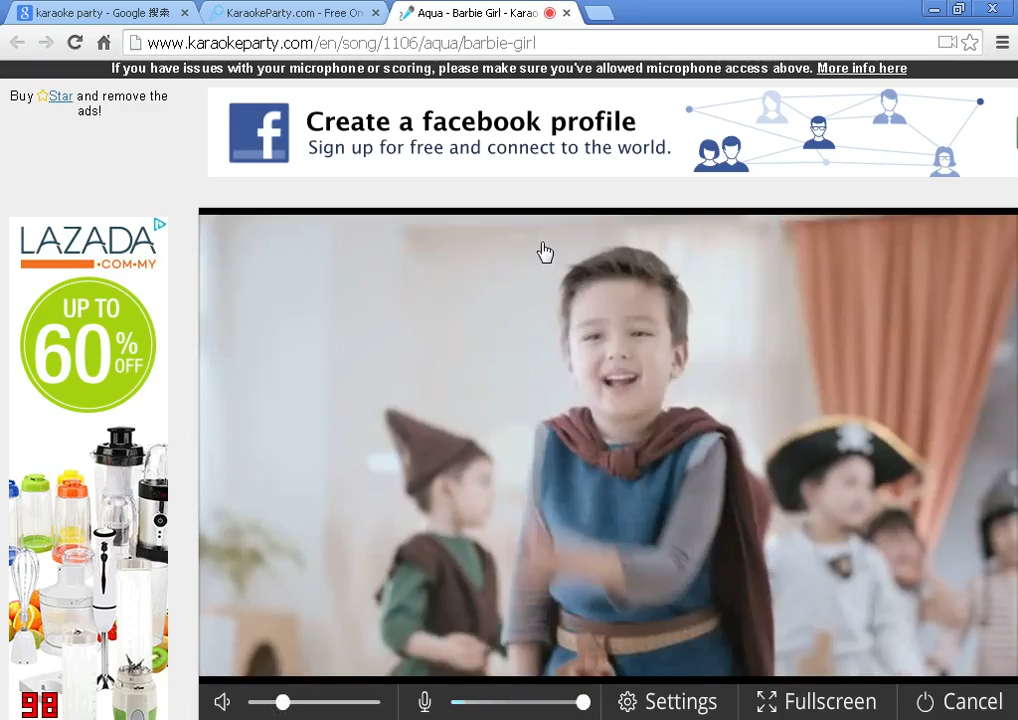 karaoke party - Google 搜索
KaraokeParty.com - Free On
Aqua - Barbie Girl - Karao
www.karaokeparty.com/en/song/1106/aqua/barbie-girl
If you have issues with your microphone or scoring, please make sure you've allowed microphone access above. More info here
Buy Star and remove the
ads!
f
Create a facebook profile
Sign up for free and connect to the world.
LAZADA
.COM.MY
UP TO
60%
OFF
98
Settings
Fullscreen
Cancel